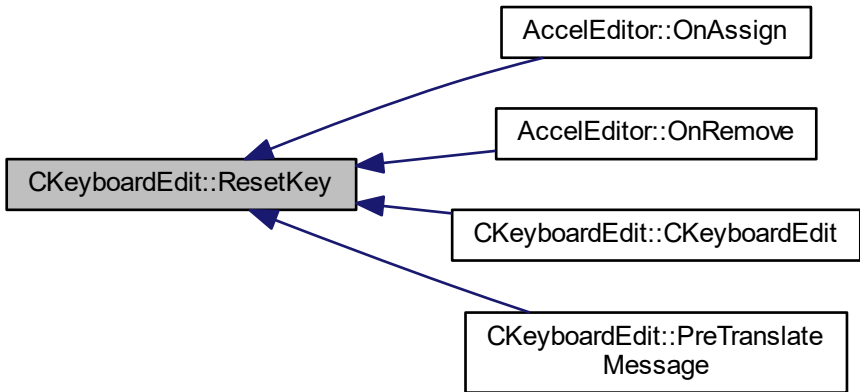 AccelEditor::OnAssign
AccelEditor::OnRemove
CKeyboardEdit::ResetKey
CKeyboardEdit::CKeyboardEdit
CKeyboardEdit::PreTranslate
Message